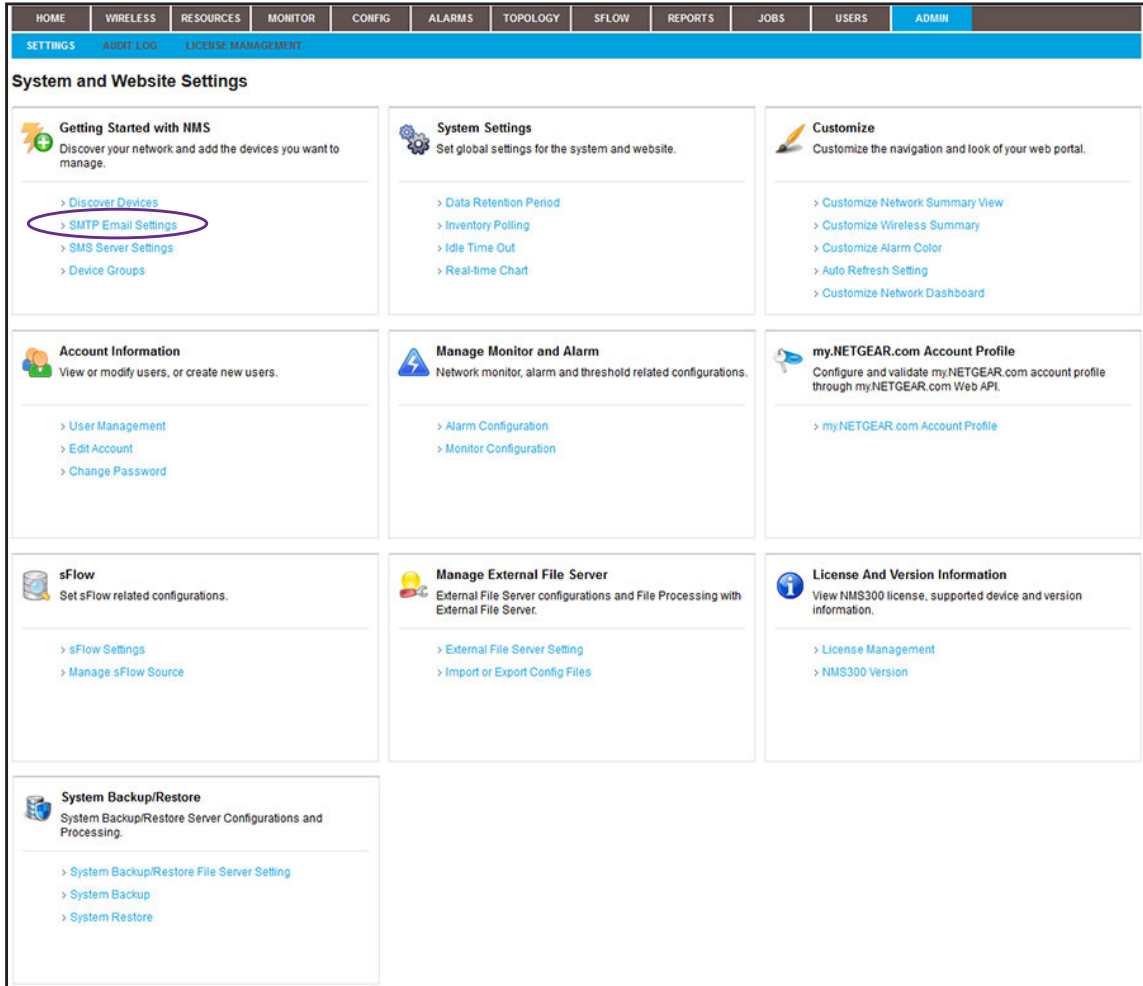 HOME WIRELESS RESOURCES MONITOR CONFIG ALARMS TOPOLOGY SFLOW REPORTS JOBS USERS ADMIN
SETTINGS AUDIT LOG LICENSE MANAGEMENT
System and Website Settings
Getting Started with NMS
Discover your network and add the devices you want to
manage.
> Discover Devices
> SMTP Email Settings
> SMS Server Settings
> Device Groups
System Settings
Set global settings for the system and website.
> Data Retention Period
> Inventory Polling
> Idle Time Out
> Real-time Chart
Customize
Customize the navigation and look of your web portal.
> Customize Network Summary View
> Customize Wireless Summary
> Customize Alarm Color
> Auto Refresh Setting
> Customize Network Dashboard
Account Information
View or modify users, or create new users.
> User Management
> Edit Account
> Change Password
Manage Monitor and Alarm
Network monitor, alarm and threshold related configurations.
> Alarm Configuration
> Monitor Configuration
my.NETGEAR.com Account Profile
Configure and validate my.NETGEAR.com account profile
through my.NETGEAR.com Web API.
> my.NETGEAR.com Account Profile
sFlow
Set sFlow related configurations.
> sFlow Settings
> Manage sFlow Source
Manage External File Server
External File Server configurations and File Processing with
External File Server.
> External File Server Setting
> Import or Export Config Files
License And Version Information
View NMS300 license, supported device and version
information.
> License Management
> NMS300 Version
System Backup/Restore
System Backup/Restore Server Configurations and
Processing.
> System Backup/Restore File Server Setting
> System Backup
> System Restore